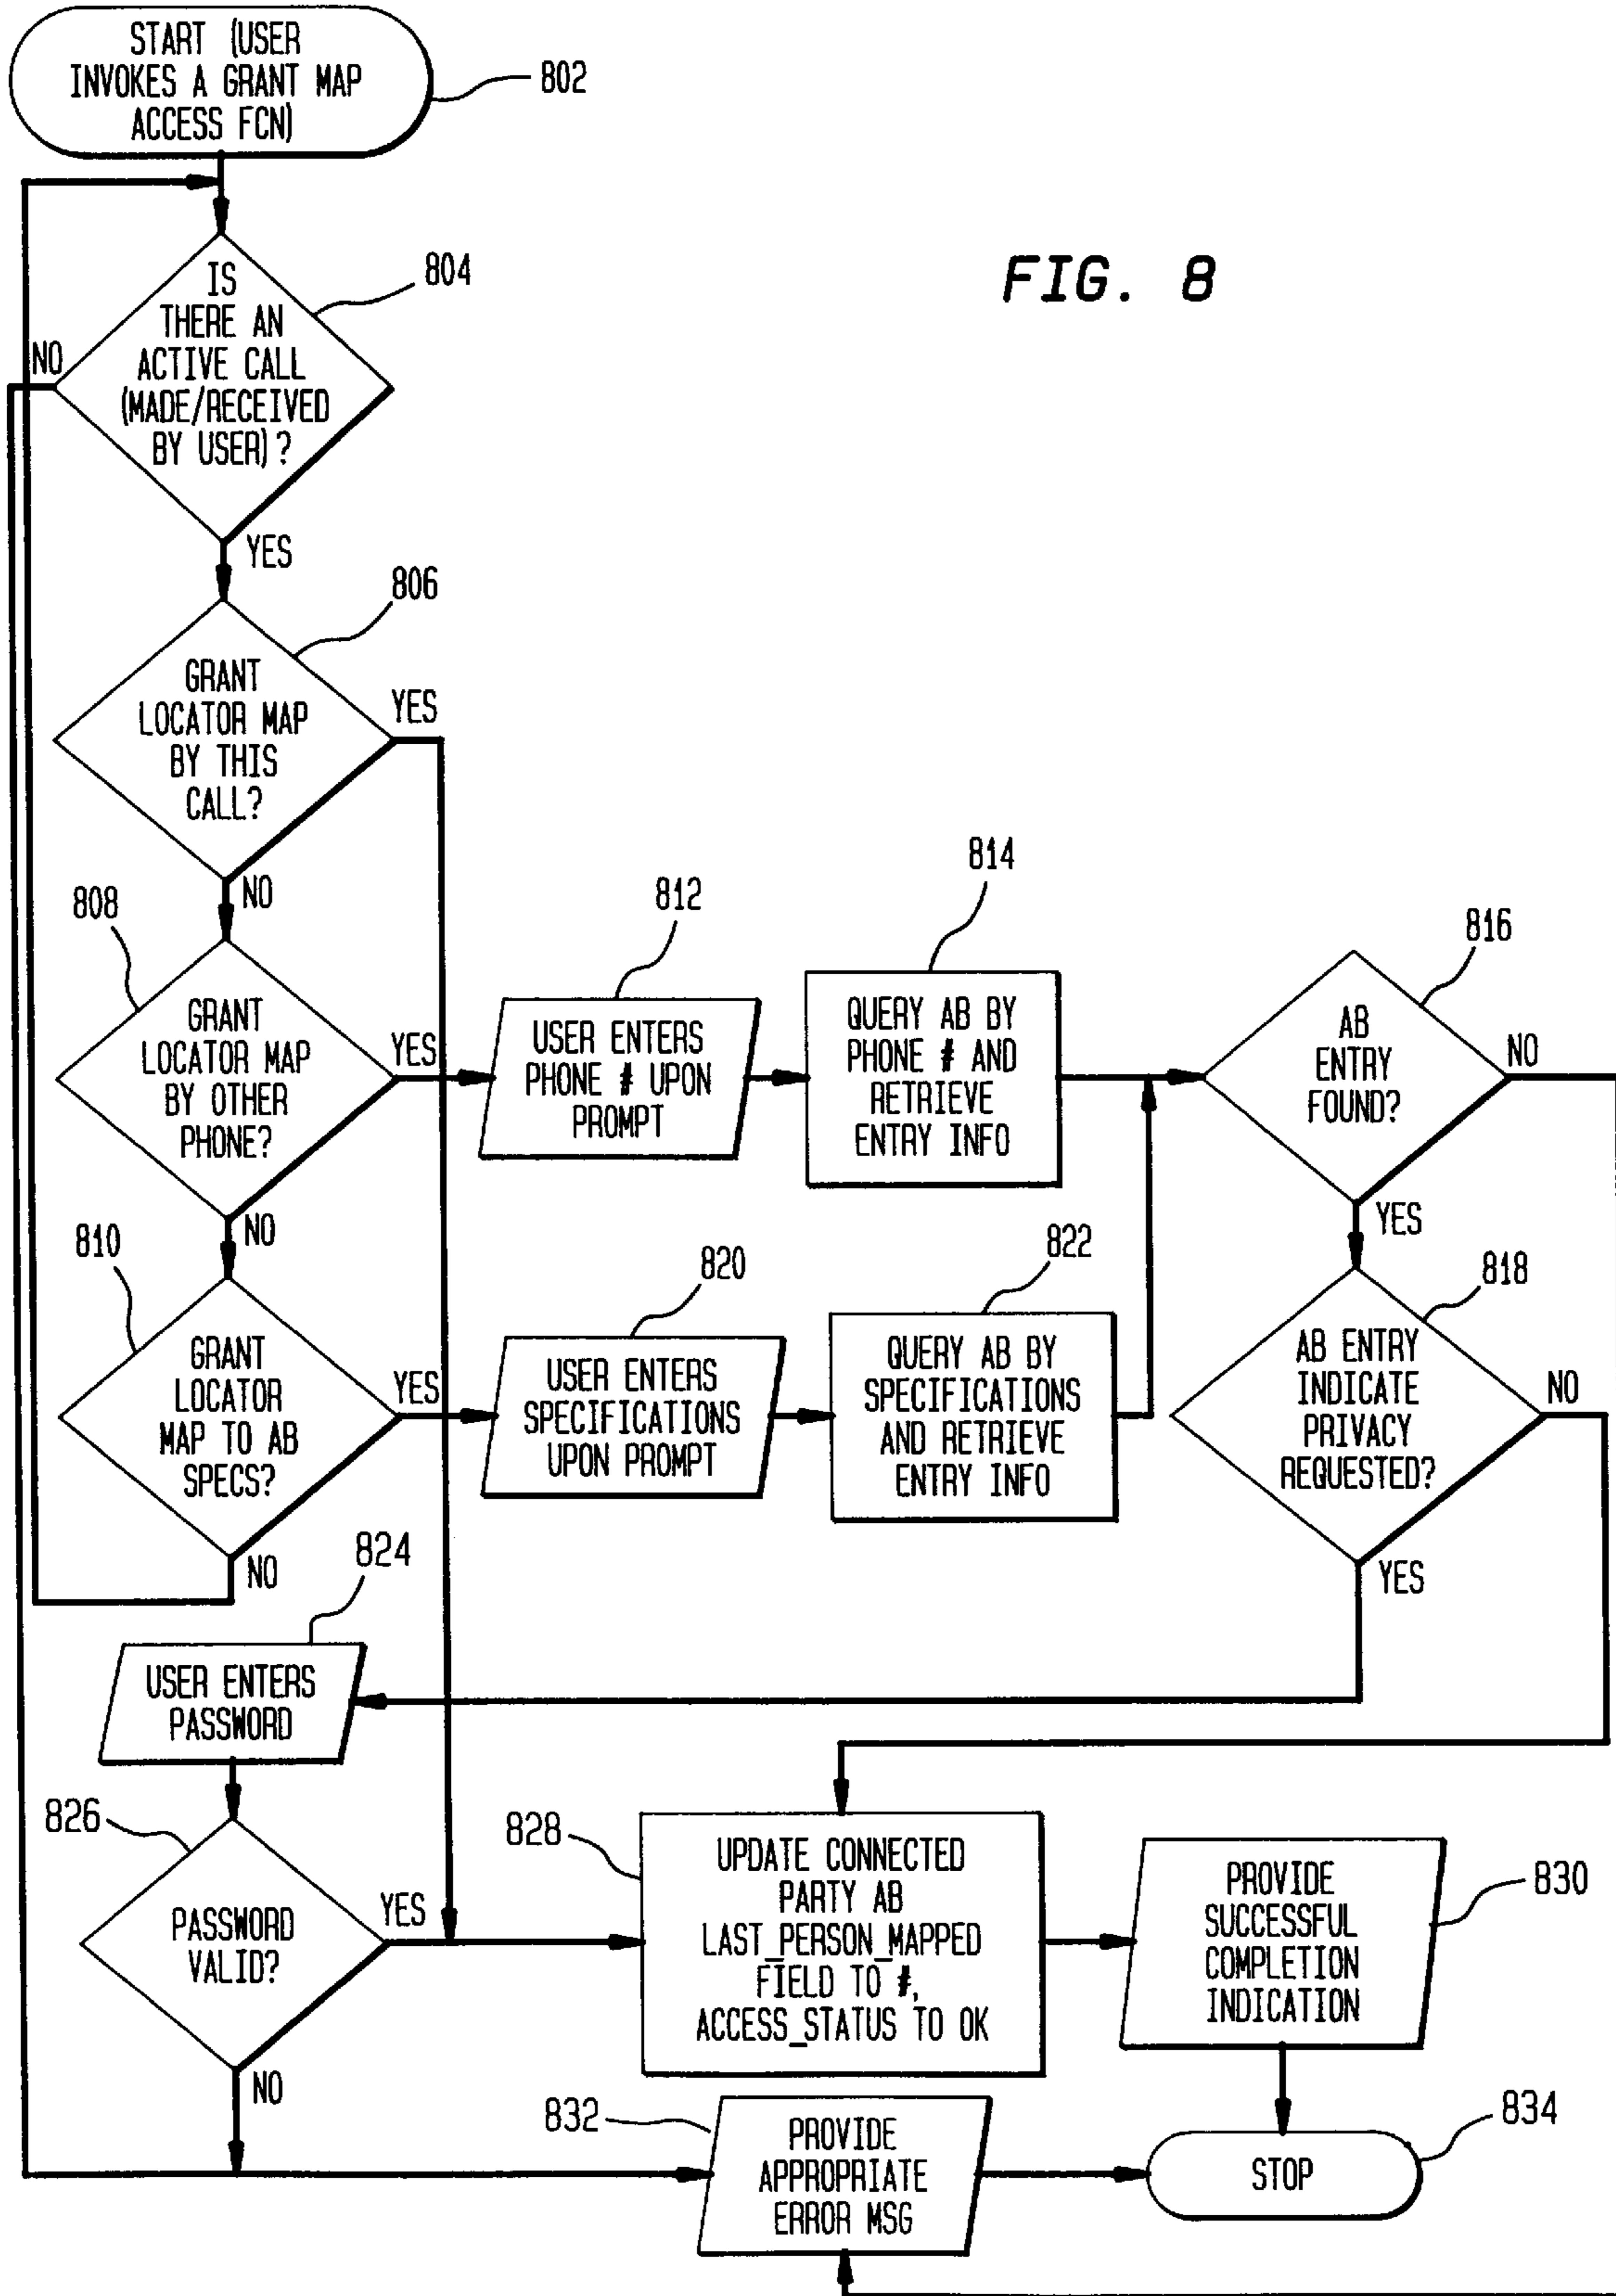 START (USER
INVOKES A GRANT MAP
ACCESS FCN)
802
FIG. 8
IS
THERE AN
ACTIVE CALL
(MADE/RECEIVED
BY USER)?
804
NO
YES
806
GRANT
LOCATOR MAP
BY THIS
CALL?
YES
NO
808
GRANT
LOCATOR MAP
BY OTHER
PHONE?
YES
NO
812
USER ENTERS
PHONE # UPON
PROMPT
814
QUERY AB BY
PHONE # AND
RETRIEVE
ENTRY INFO
816
AB
ENTRY
FOUND?
NO
YES
810
GRANT
LOCATOR
MAP TO AB
SPECS?
YES
NO
820
USER ENTERS
SPECIFICATIONS
UPON PROMPT
822
QUERY AB BY
SPECIFICATIONS
AND RETRIEVE
ENTRY INFO
818
AB ENTRY
INDICATE
PRIVACY
REQUESTED?
NO
YES
824
USER ENTERS
PASSWORD
826
PASSWORD
VALID?
YES
NO
828
UPDATE CONNECTED
PARTY AB
LAST_PERSON_MAPPED
FIELD TO #,
ACCESS_STATUS TO OK
PROVIDE
SUCCESSFUL
COMPLETION
INDICATION
830
832
PROVIDE
APPROPRIATE
ERROR MSG
STOP
834